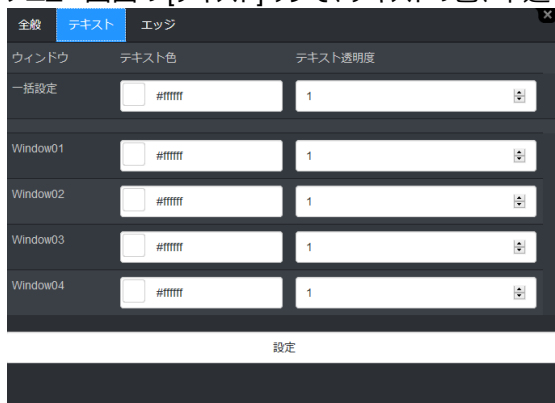 全般 テキスト エッジ
ウィンドウ テキスト色 テキスト透明度
一括設定 #ffffff 1
Window01 #ffffff 1
Window02 #ffffff 1
Window03 #ffffff 1
Window04 #ffffff 1
設定